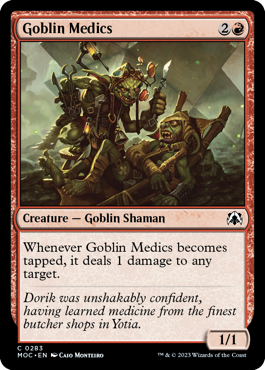 Goblin Medics 2
Creature — Goblin Shaman
Whenever Goblin Medics becomes
tapped, it deals 1 damage to any
target.
Dorik was unshakably confident,
having learned medicine from the finest
butcher shops in Yotia.
1/1
C 0283
MOC • EN Caio Monteiro
™ & © 2023 Wizards of the Coast